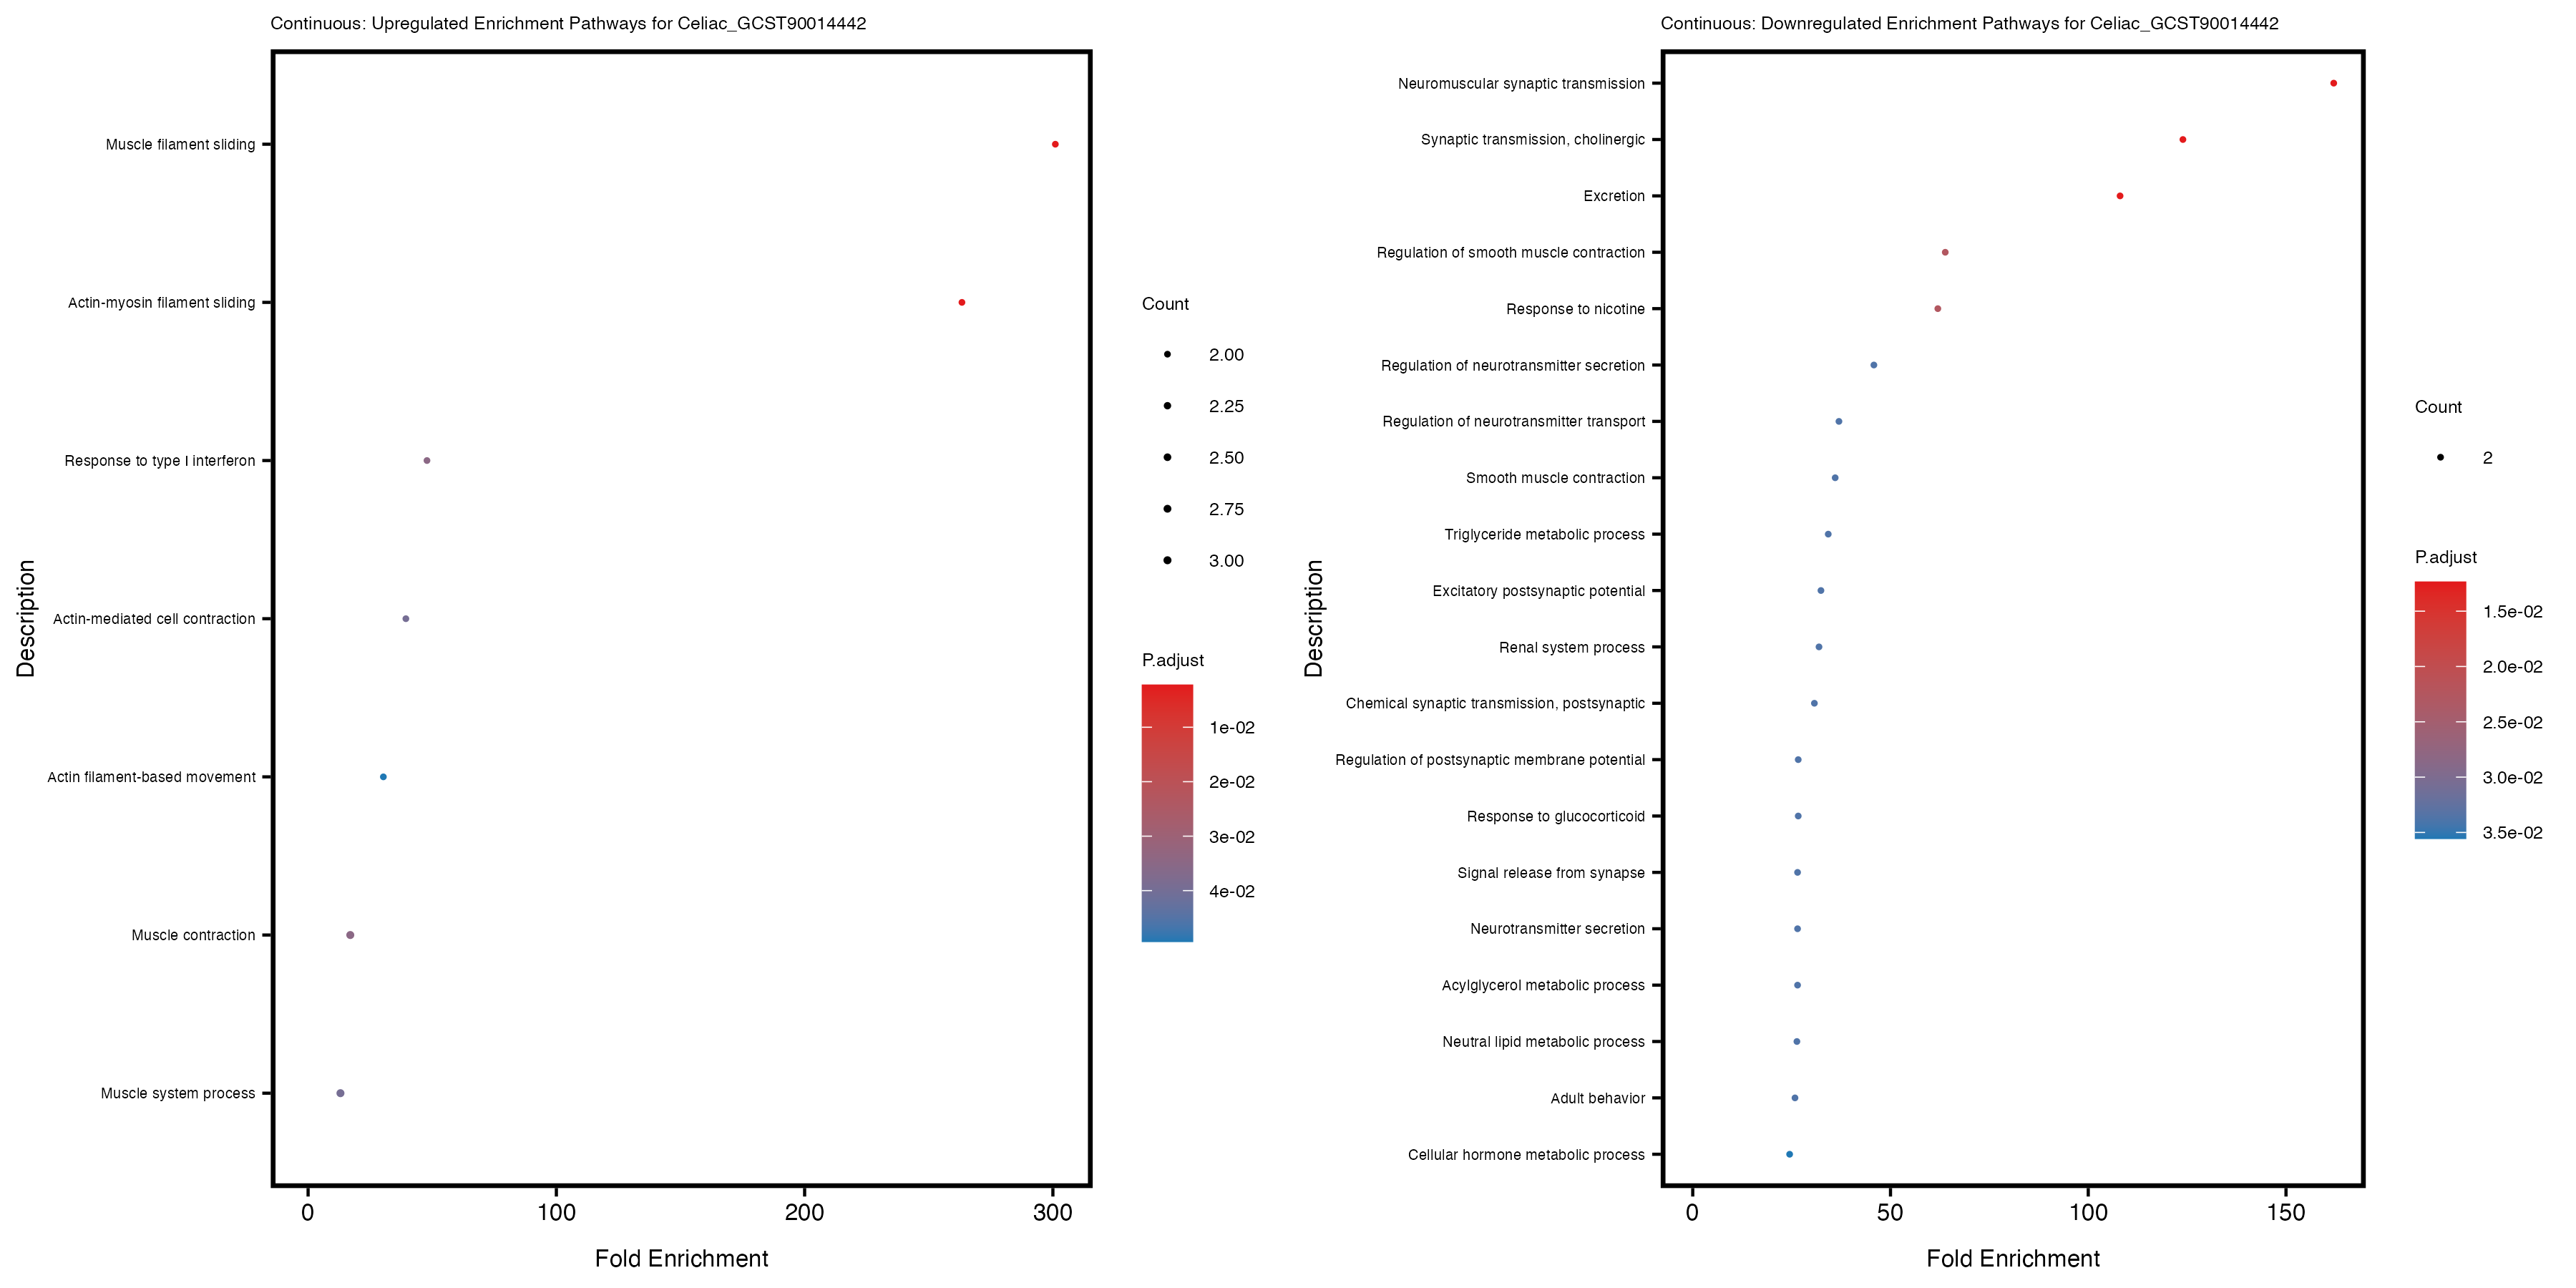 Continuous: Upregulated Enrichment Pathways for Celiac_GCST90014442
Description
Muscle filament sliding
Actin-myosin filament sliding
Response to type I interferon
Actin-mediated cell contraction
Actin filament-based movement
Muscle contraction
Muscle system process
0
100
200
300
Fold Enrichment
Count
2.00
2.25
2.50
2.75
3.00
P.adjust
1e-02
2e-02
3e-02
4e-02
Continuous: Downregulated Enrichment Pathways for Celiac_GCST90014442
Description
Neuromuscular synaptic transmission
Synaptic transmission, cholinergic
Excretion
Regulation of smooth muscle contraction
Response to nicotine
Regulation of neurotransmitter secretion
Regulation of neurotransmitter transport
Smooth muscle contraction
Triglyceride metabolic process
Excitatory postsynaptic potential
Renal system process
Chemical synaptic transmission, postsynaptic
Regulation of postsynaptic membrane potential
Response to glucocorticoid
Signal release from synapse
Neurotransmitter secretion
Acylglycerol metabolic process
Neutral lipid metabolic process
Adult behavior
Cellular hormone metabolic process
0
50
100
150
Fold Enrichment
Count
2
P.adjust
1.5e-02
2.0e-02
2.5e-02
3.0e-02
3.5e-02